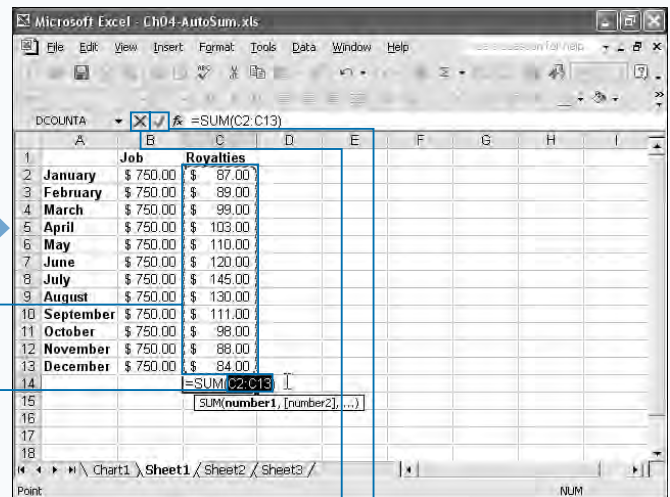 Microsoft Excel - Ch04-AutoSum.xls
File Edit View Insert Format Tools Data Window Help
DCOUNTA =SUM(C2:C13)
A B C D E F G H I
1 Job Royalties
2 January $ 750.00 $ 87.00
3 February $ 750.00 $ 89.00
4 March $ 750.00 $ 99.00
5 April $ 750.00 $ 103.00
6 May $ 750.00 $ 110.00
7 June $ 750.00 $ 120.00
8 July $ 750.00 $ 145.00
9 August $ 750.00 $ 130.00
10 September $ 750.00 $ 111.00
11 October $ 750.00 $ 98.00
12 November $ 750.00 $ 88.00
13 December $ 750.00 $ 84.00
14 =SUM(C2:C13)
15 SUM(number1, [number2], ...)
16
17
18
Chart1 Sheet1 Sheet2 Sheet3
Point NUM